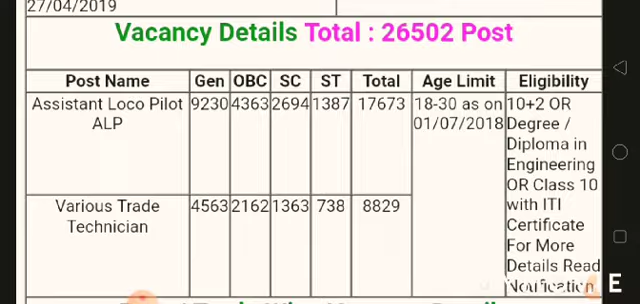 27/04/2019
Vacancy Details Total : 26502 Post
Post Name Gen OBC SC ST Total Age Limit Eligibility
Assistant Loco Pilot 9230 4363 2694 1387 17673 18-30 as on 10+2 OR
ALP 01/07/2018 Degree /
Diploma in
Engineering
OR Class 10
Various Trade 4563 2162 1363 738 8829 with ITI
Technician Certificate
For More
Details Read
Notification
E